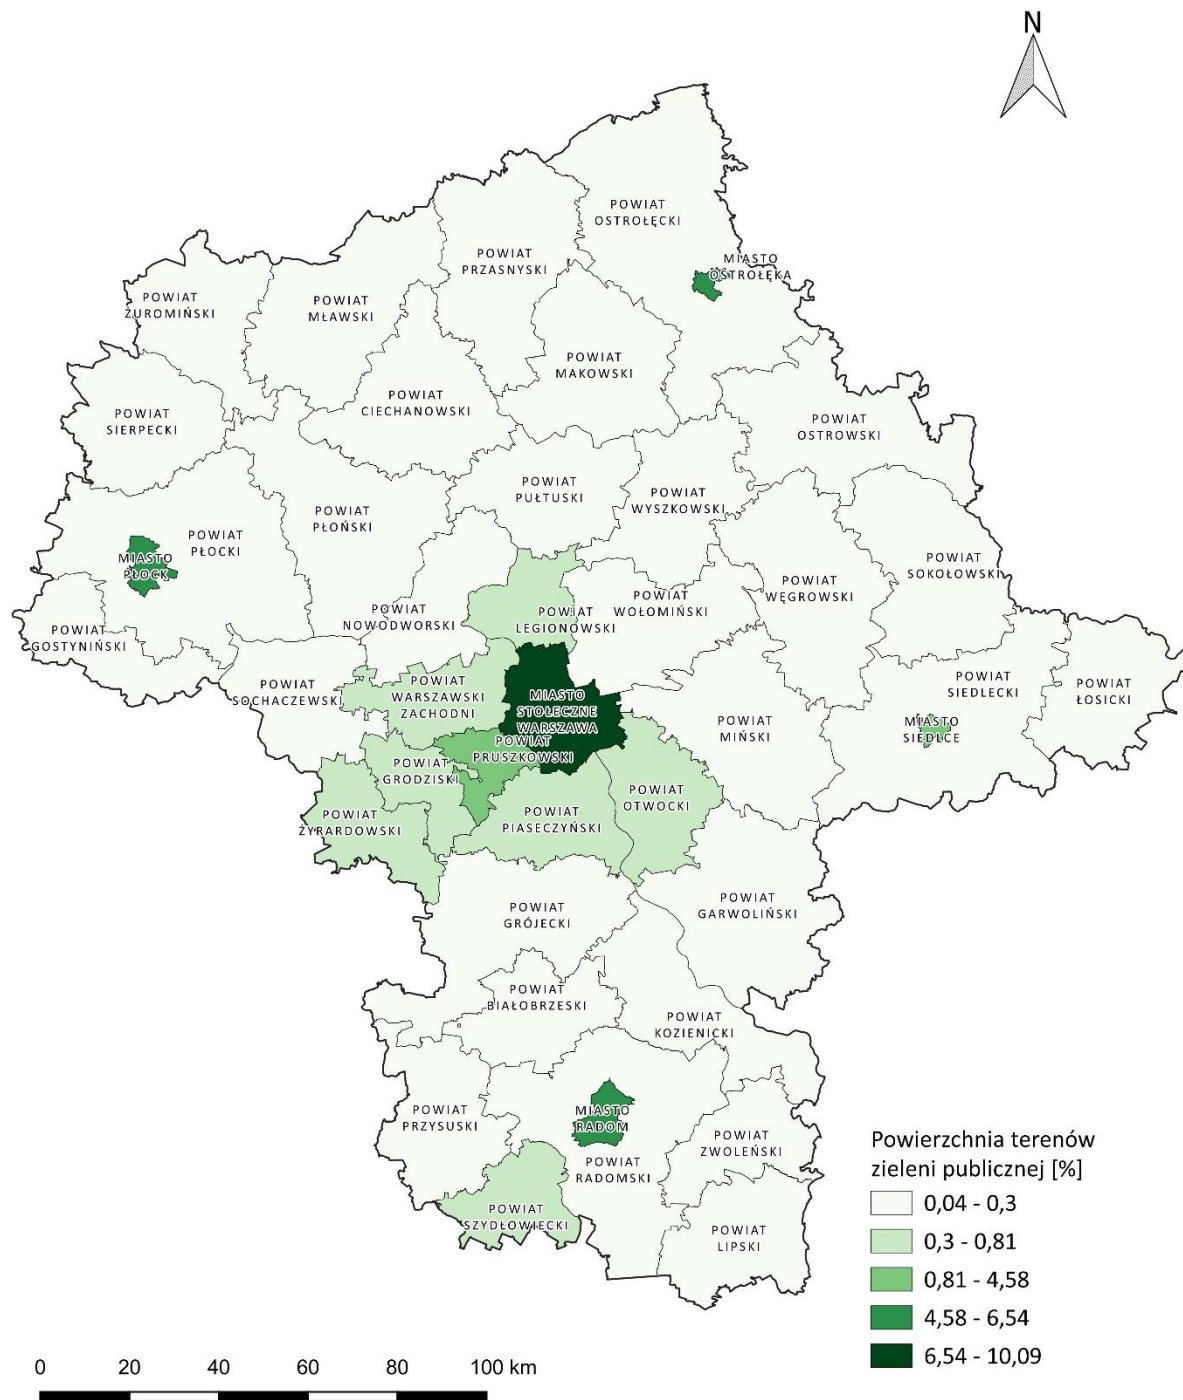 N
POWIAT
OSTROŁĘCKI
MIASTO
OSTROŁĘKA
POWIAT
PRZASNYSKI
POWIAT
ŻUROMIŃSKI
POWIAT
MŁAWSKI
POWIAT
MAKOWSKI
POWIAT
CIECHANOWSKI
POWIAT
SIERPECKI
POWIAT
OSTROWSKI
POWIAT
PUŁTUSKI
POWIAT
WYSZKOWSKI
POWIAT
PŁOŃSKI
POWIAT
PŁOCKI
MIASTO
PŁOCK
POWIAT
SOKOŁOWSKI
POWIAT
WĘGROWSKI
POWIAT
WOŁOMIŃSKI
POWIAT
NOWODWORSKI
POWIAT
LEGIONOWSKI
POWIAT
GOSTYNIŃSKI
POWIAT
SOCHACZEWSKI
POWIAT
WARSZAWSKI
ZACHODNI
MIASTO
STOŁECZNE
WARSZAWA
POWIAT
SIEDLECKI
POWIAT
ŁOSICKI
MIASTO
SIEDLCE
POWIAT
MIŃSKI
POWIAT
PRUSZKOWSKI
POWIAT
GRODZISKI
POWIAT
OTWOCKI
POWIAT
ŻYRARDOWSKI
POWIAT
PIASECZYŃSKI
POWIAT
GRÓJECKI
POWIAT
GARWOLIŃSKI
POWIAT
BIAŁOBRZESKI
POWIAT
KOZIENICKI
POWIAT
PRZYSUSKI
MIASTO
RADOM
POWIAT
ZWOLEŃSKI
POWIAT
RADOMSKI
POWIAT
SZYDŁOWIECKI
POWIAT
LIPSKI
Powierzchnia terenów
zieleni publicznej [%]
0,04 - 0,3
0,3 - 0,81
0,81 - 4,58
4,58 - 6,54
6,54 - 10,09
0 20 40 60 80 100 km